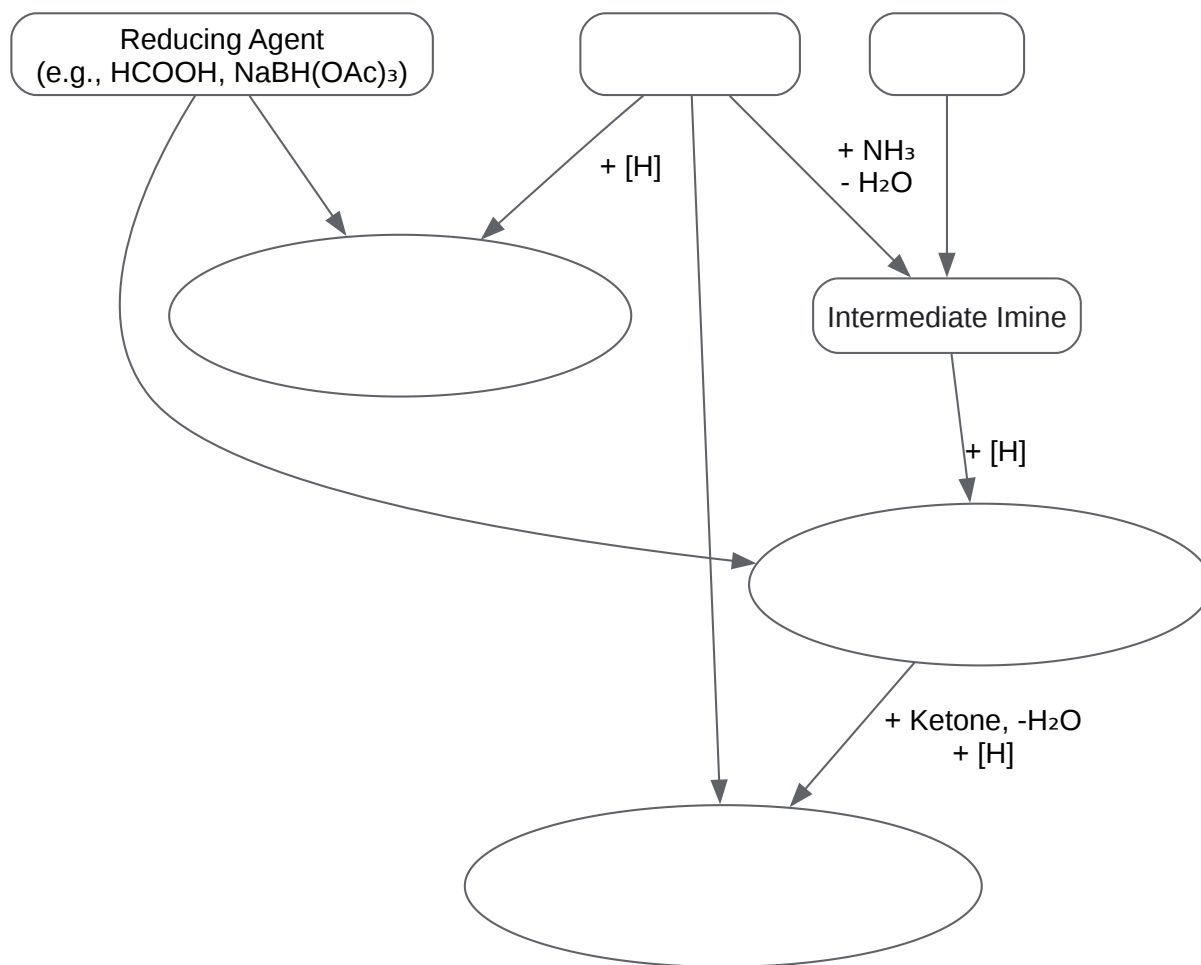 Reducing Agent
(e.g., HCOOH, NaBH(OAc)₃)
+ [H]
+ NH₃
- H₂O
Intermediate Imine
+ [H]
+ Ketone, -H₂O
+ [H]